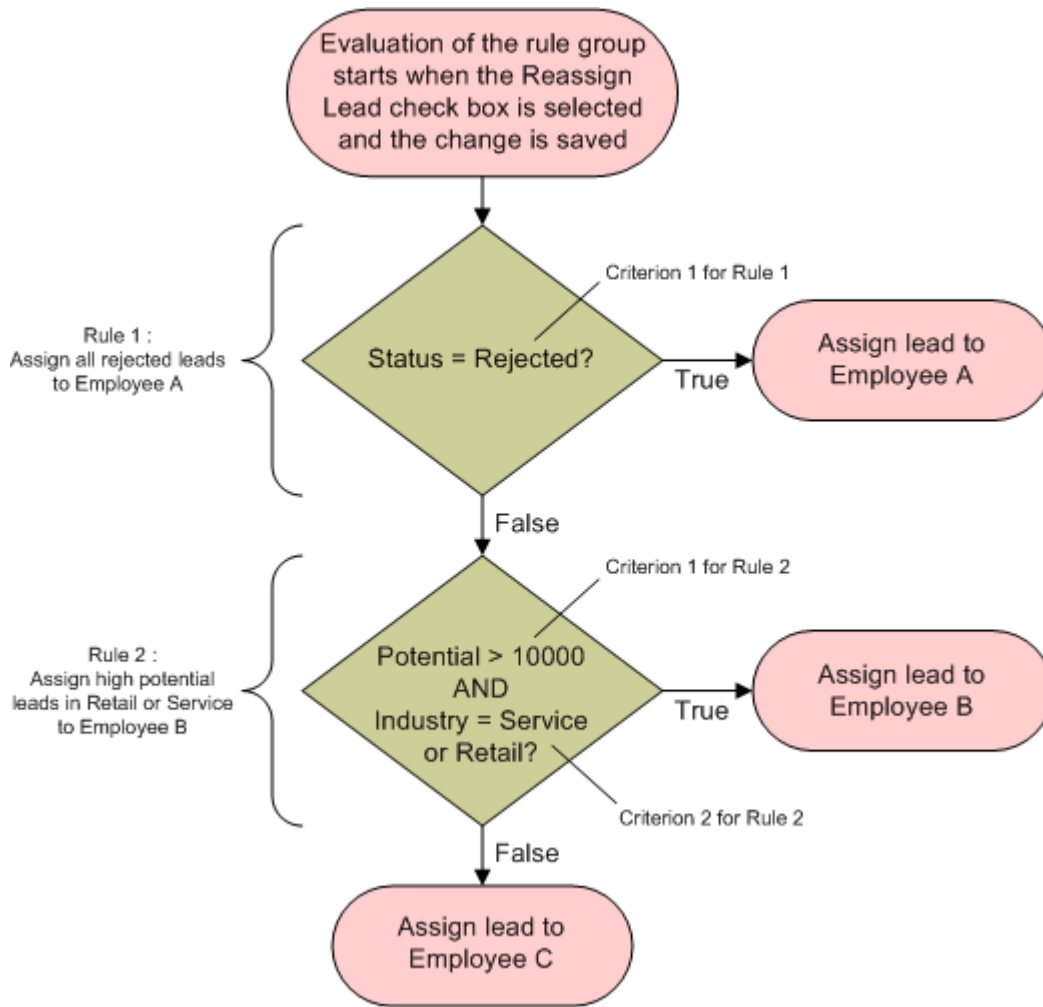 Evaluation of the rule group
starts when the Reassign
Lead check box is selected
and the change is saved
Criterion 1 for Rule 1
Rule 1 :
Assign all rejected leads
to Employee A
Status = Rejected?
True
Assign lead to
Employee A
False
Criterion 1 for Rule 2
Rule 2 :
Assign high potential
leads in Retail or Service
to Employee B
Potential > 10000
AND
Industry = Service
or Retail?
True
Assign lead to
Employee B
Criterion 2 for Rule 2
False
Assign lead to
Employee C